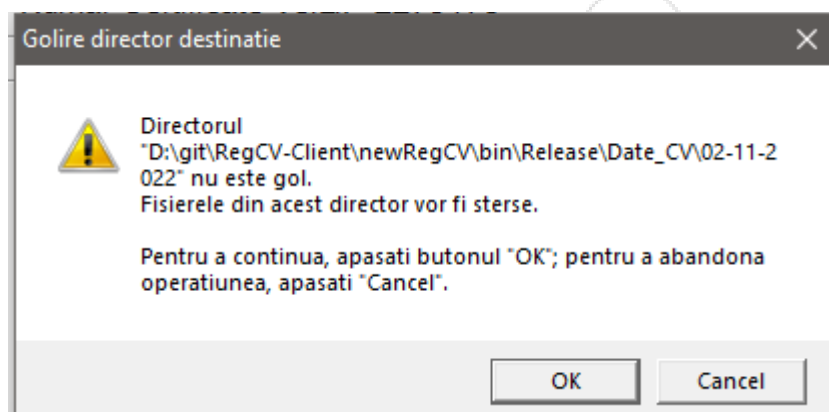 Golire director destinatie
Directorul
"D:\git\RegCV-Client\newRegCV\bin\Release\Date_CV\02-11-2
022" nu este gol.
Fisierele din acest director vor fi sterse.
Pentru a continua, apasati butonul "OK"; pentru a abandona
operatiunea, apasati "Cancel".
OK
Cancel